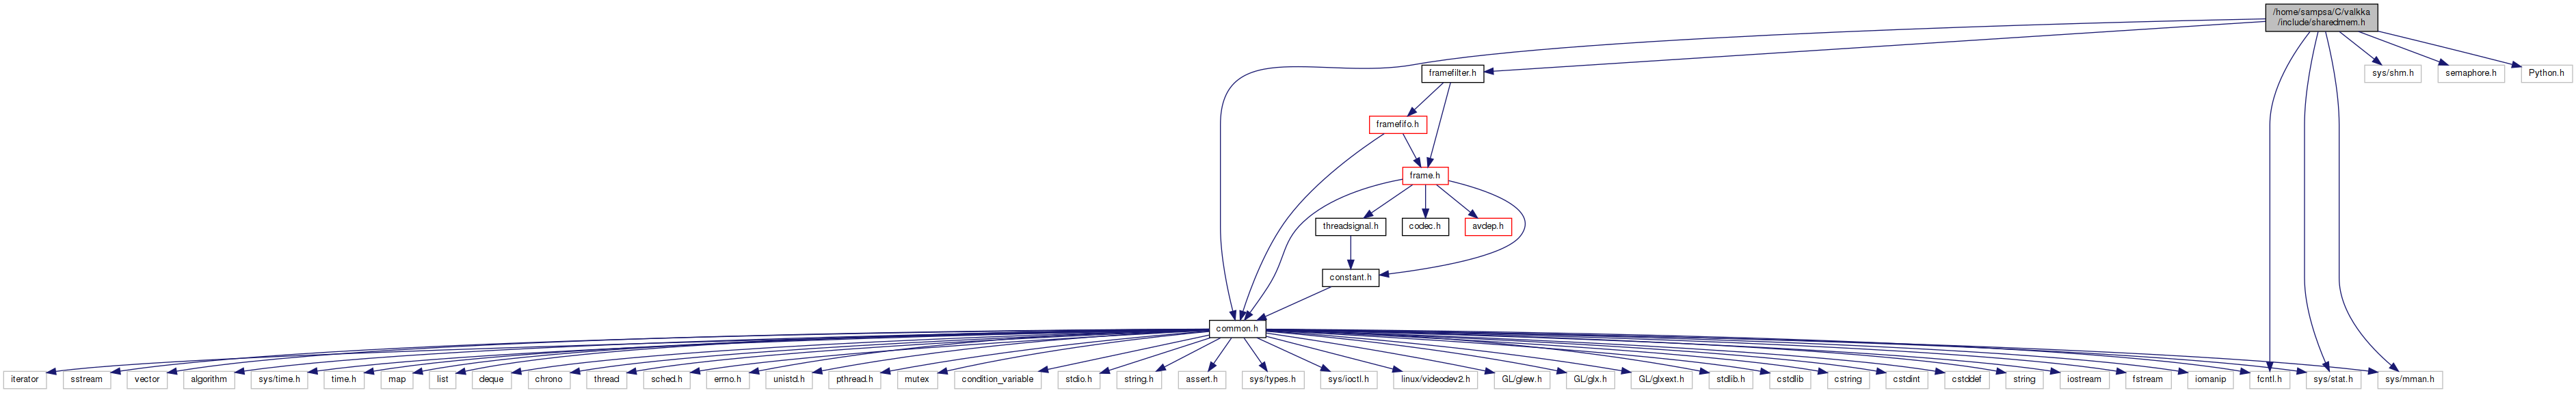 /home/sampsa/C/valkka
/include/sharedmem.h
framefilter.h
sys/shm.h
semaphore.h
Python.h
framefifo.h
frame.h
threadsignal.h
codec.h
avdep.h
constant.h
common.h
iterator
sstream
vector
algorithm
sys/time.h
time.h
map
list
deque
chrono
thread
sched.h
errno.h
unistd.h
pthread.h
mutex
condition_variable
stdio.h
string.h
assert.h
sys/types.h
sys/ioctl.h
linux/videodev2.h
GL/glew.h
GL/glx.h
GL/glxext.h
stdlib.h
cstdlib
cstring
cstdint
cstddef
string
iostream
fstream
iomanip
fcntl.h
sys/stat.h
sys/mman.h